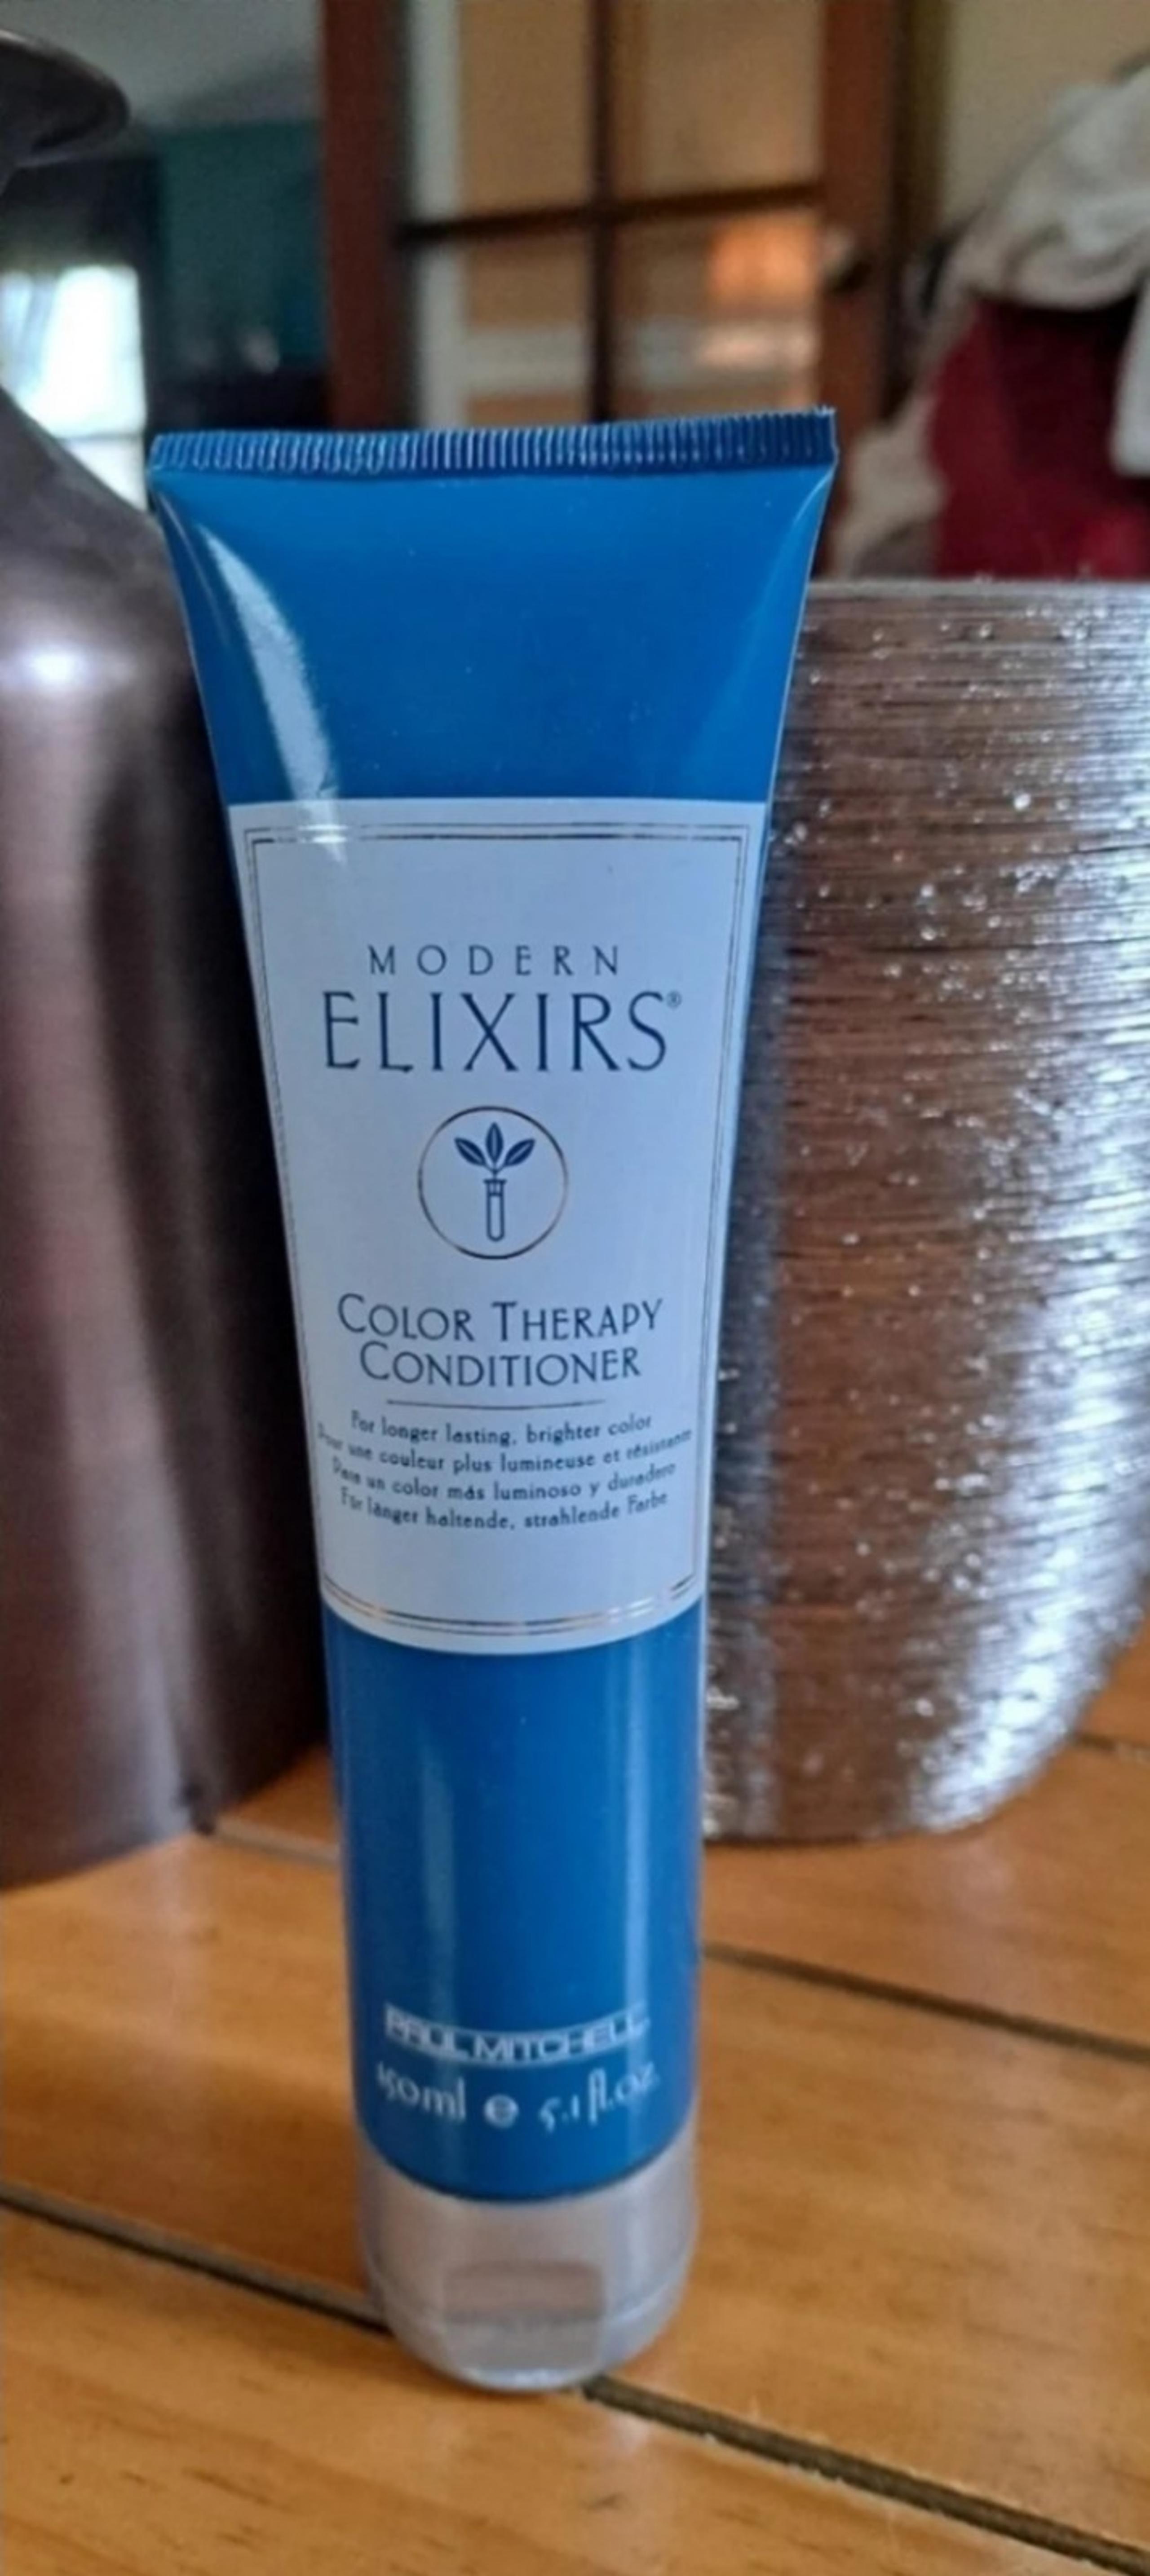 MODERN
ELIXIRS®
COLOR THERAPY
CONDITIONER
For longer lasting, brighter color
Pour une couleur plus lumineuse et résistante
Para un color más luminoso y duradero
Für länger haltende, strahlende Farbe
PAUL MITCHELL
150ml e 5.1 fl.oz.